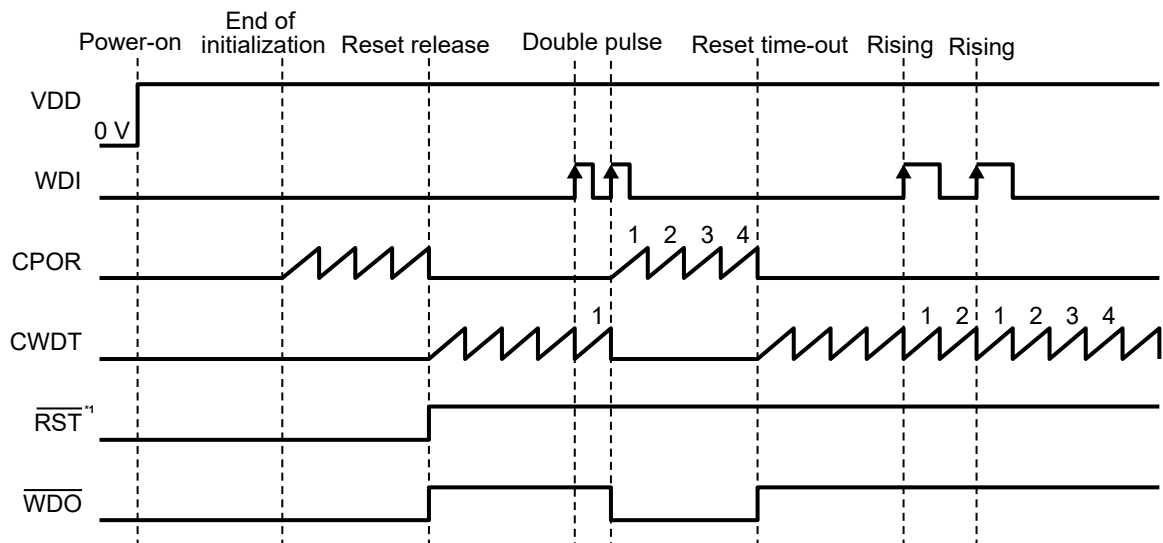 End of
Power-on initialization Reset release Double pulse Reset time-out Rising Rising
VDD
0 V
WDI
1 2 3 4
CPOR
1 1 2 1 2 3 4
CWDT
RST*1
WDO